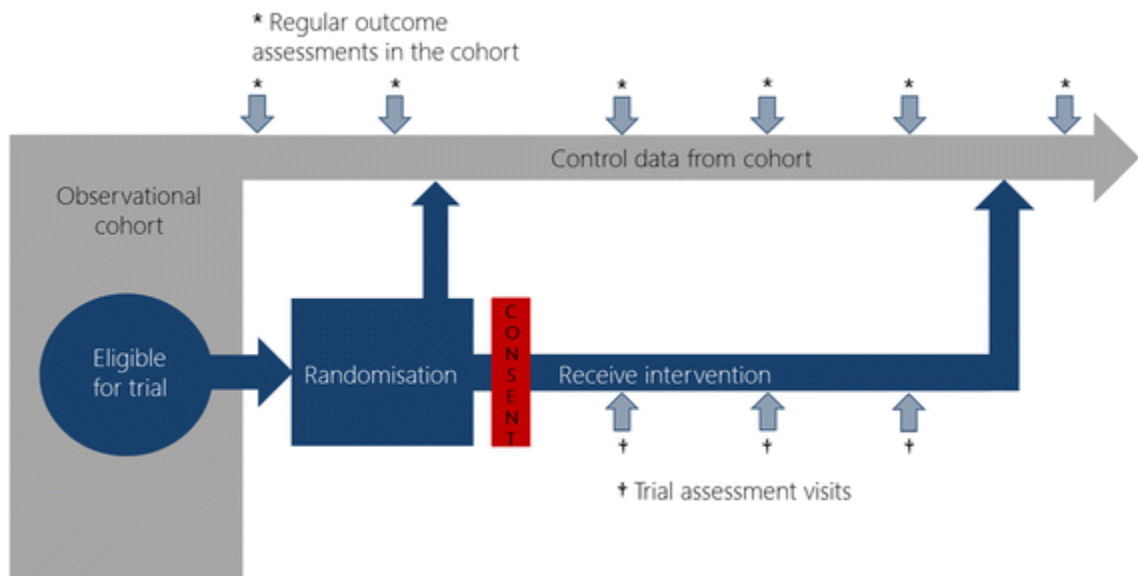 * Regular outcome
assessments in the cohort
* * * * * *
Control data from cohort
Observational
cohort
Eligible
for trial
Randomisation
CONSENT
Receive intervention
† † †
† Trial assessment visits